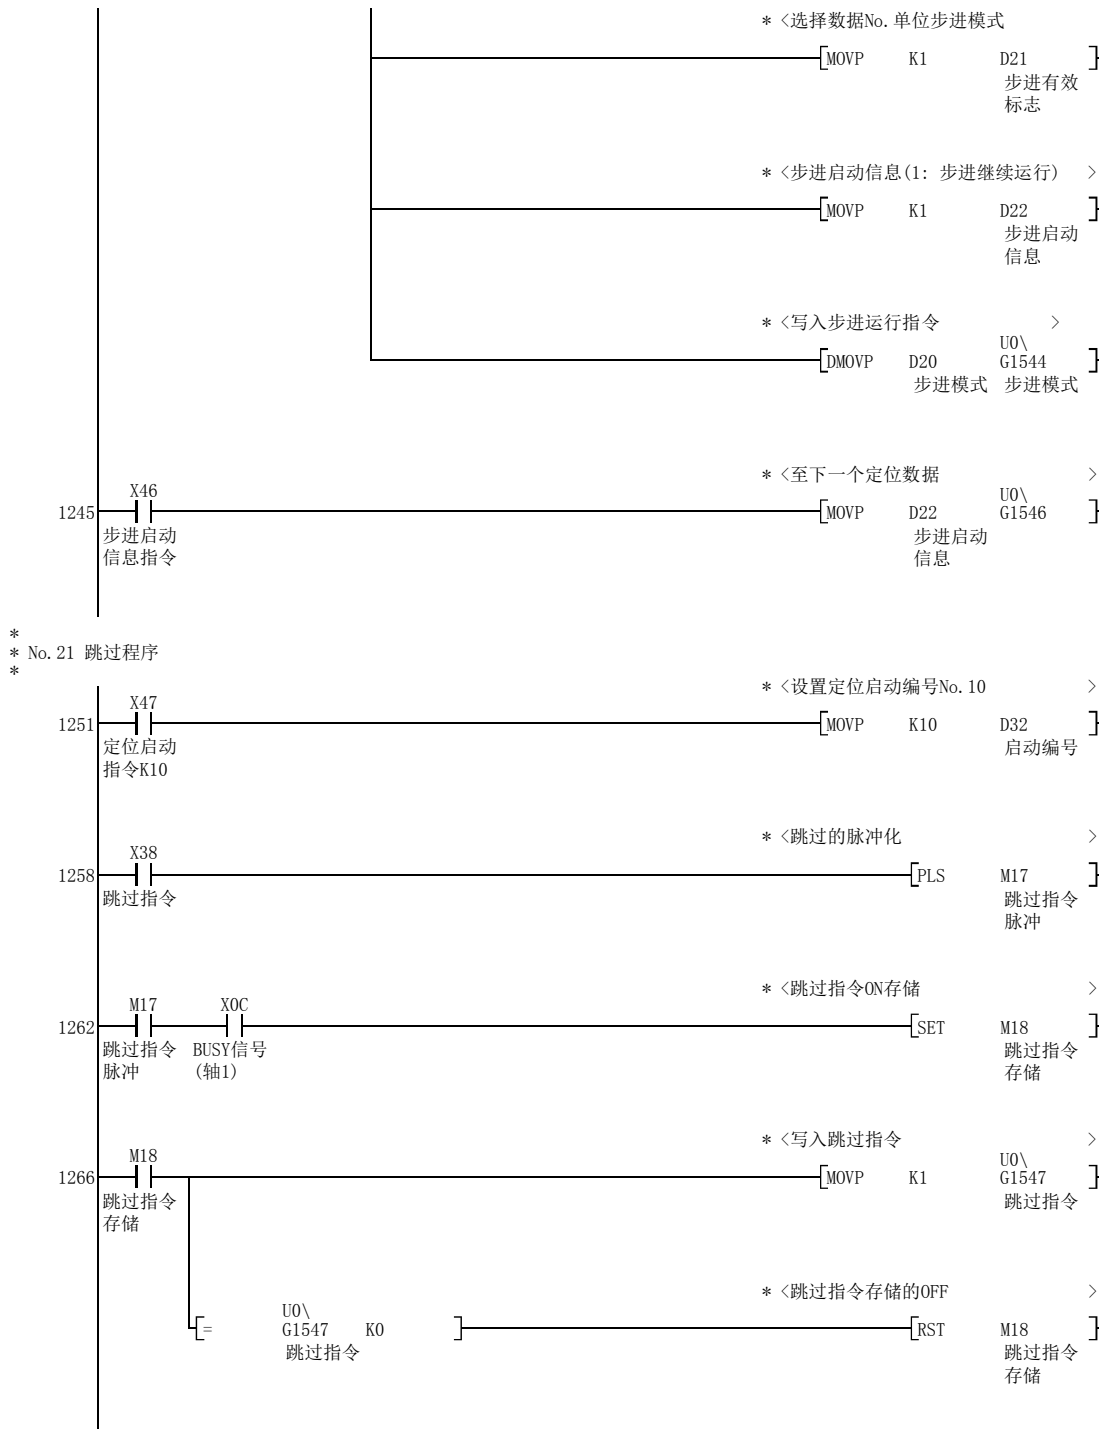 * <选择数据No.单位步进模式
MOVP K1 D21
步进有效
标志
* <步进启动信息(1: 步进继续运行) >
MOVP K1 D22
步进启动
信息
* <写入步进运行指令 >
U0\
DMOVP D20 G1544
步进模式 步进模式
* <至下一个定位数据 >
X46 U0\
1245 MOVP D22 G1546
步进启动 步进启动
信息指令 信息
*
* No.21 跳过程序
*
* <设置定位启动编号No.10 >
X47
1251 MOVP K10 D32
定位启动 启动编号
指令K10
* <跳过的脉冲化 >
X38
1258 PLS M17
跳过指令 跳过指令
脉冲
* <跳过指令ON存储 >
M17 X0C
1262 SET M18
跳过指令 BUSY信号 跳过指令
脉冲 (轴1) 存储
* <写入跳过指令 >
M18 U0\
1266 MOVP K1 G1547
跳过指令 跳过指令
存储
* <跳过指令存储的OFF >
U0\
= G1547 K0 RST M18
跳过指令 跳过指令
存储